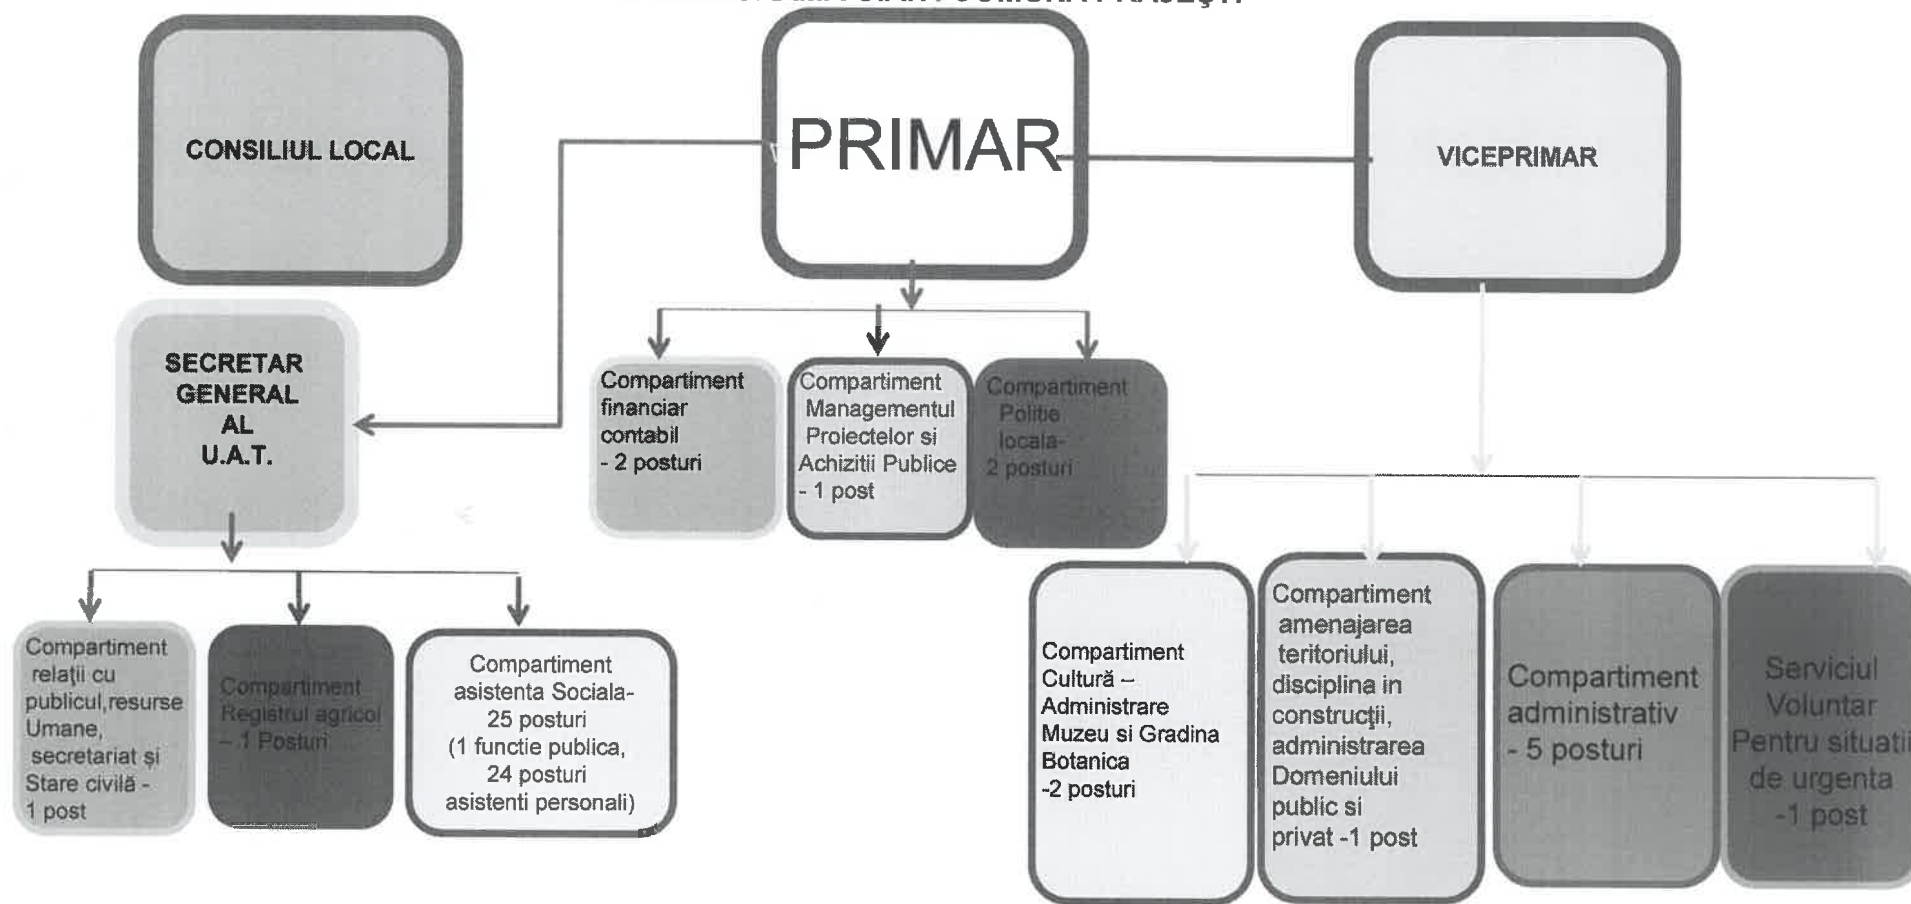 CONSILIUL LOCAL
PRIMAR
VICEPRIMAR
SECRETAR
GENERAL
AL
U.A.T.
Compartiment
financiar
contabil
- 2 posturi
Compartiment
Managementul
Proiectelor si
Achizitii Publice
- 1 post
Compartiment
Politie
locala-
2 posturi
Compartiment
relaţii cu
publicul,resurse
Umane,
secretariat şi
Stare civilă -
1 post
Compartiment
Registrul agricol
– 1 Posturi
Compartiment
asistenta Sociala-
25 posturi
(1 functie publica,
24 posturi
asistenti personali)
Compartiment
Cultură –
Administrare
Muzeu si Gradina
Botanica
-2 posturi
Compartiment
amenajarea
teritoriului,
disciplina in
construcţii,
administrarea
Domeniului
public si
privat -1 post
Compartiment
administrativ
- 5 posturi
Serviciul
Voluntar
Pentru situatii
de urgenta
-1 post